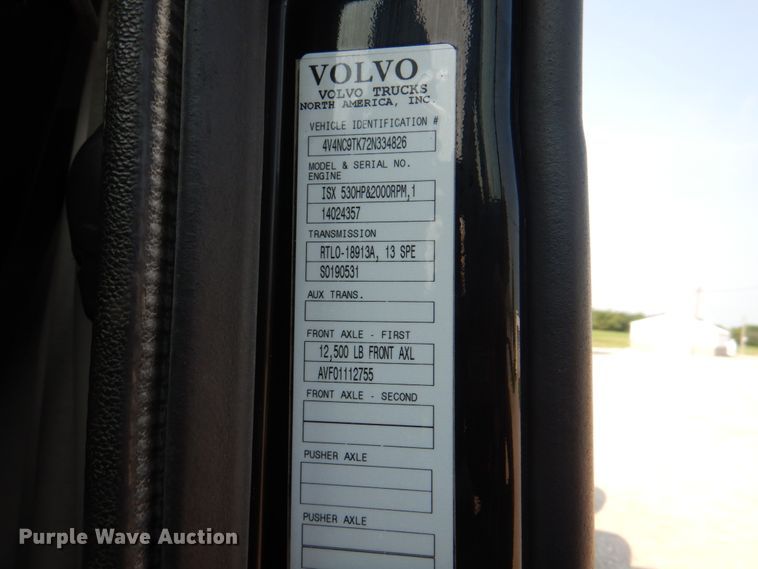 VOLVO
VOLVO TRUCKS
NORTH AMERICA, INC.
VEHICLE IDENTIFICATION #
4V4NC9TK72N334826
MODEL & SERIAL NO.
ENGINE
ISX 530HP&2000RPM,1
14024357
TRANSMISSION
RTLO-18913A, 13 SPE
S0190531
AUX TRANS.
FRONT AXLE - FIRST
12,500 LB FRONT AXL
AVF01112755
FRONT AXLE - SECOND
PUSHER AXLE
PUSHER AXLE
Purple Wave Auction